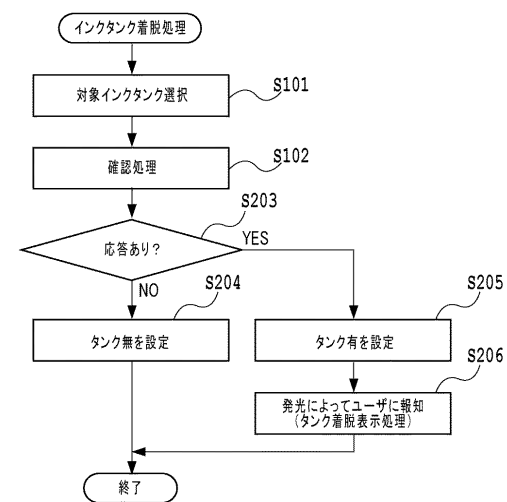 インクタンク着脱処理
対象インクタンク選択
S101
確認処理
S102
応答あり?
S203
YES
NO
S204
タンク無を設定
S205
タンク有を設定
S206
発光によってユーザに報知
(タンク着脱表示処理)
終了